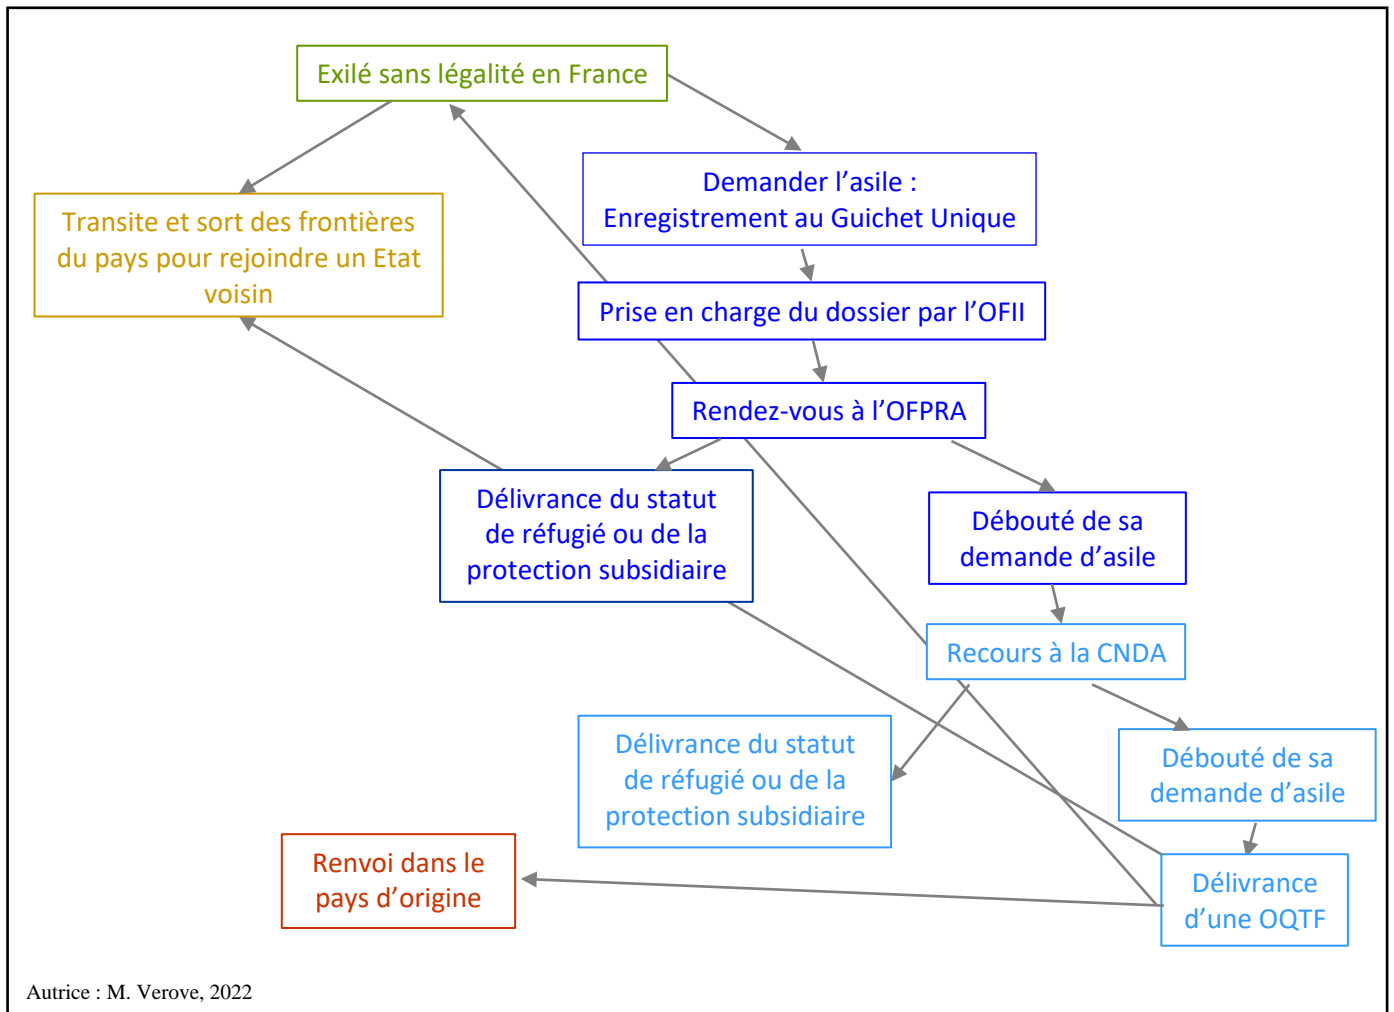 Exilé sans légalité en France
Demander l’asile :
Enregistrement au Guichet Unique
Transite et sort des frontières
du pays pour rejoindre un Etat
voisin
Prise en charge du dossier par l’OFII
Rendez-vous à l’OFPRA
Délivrance du statut
de réfugié ou de la
protection subsidiaire
Débouté de sa
demande d’asile
Recours à la CNDA
Délivrance du statut
de réfugié ou de la
protection subsidiaire
Débouté de sa
demande d’asile
Renvoi dans le
pays d’origine
Délivrance
d’une OQTF
Autrice : M. Verove, 2022